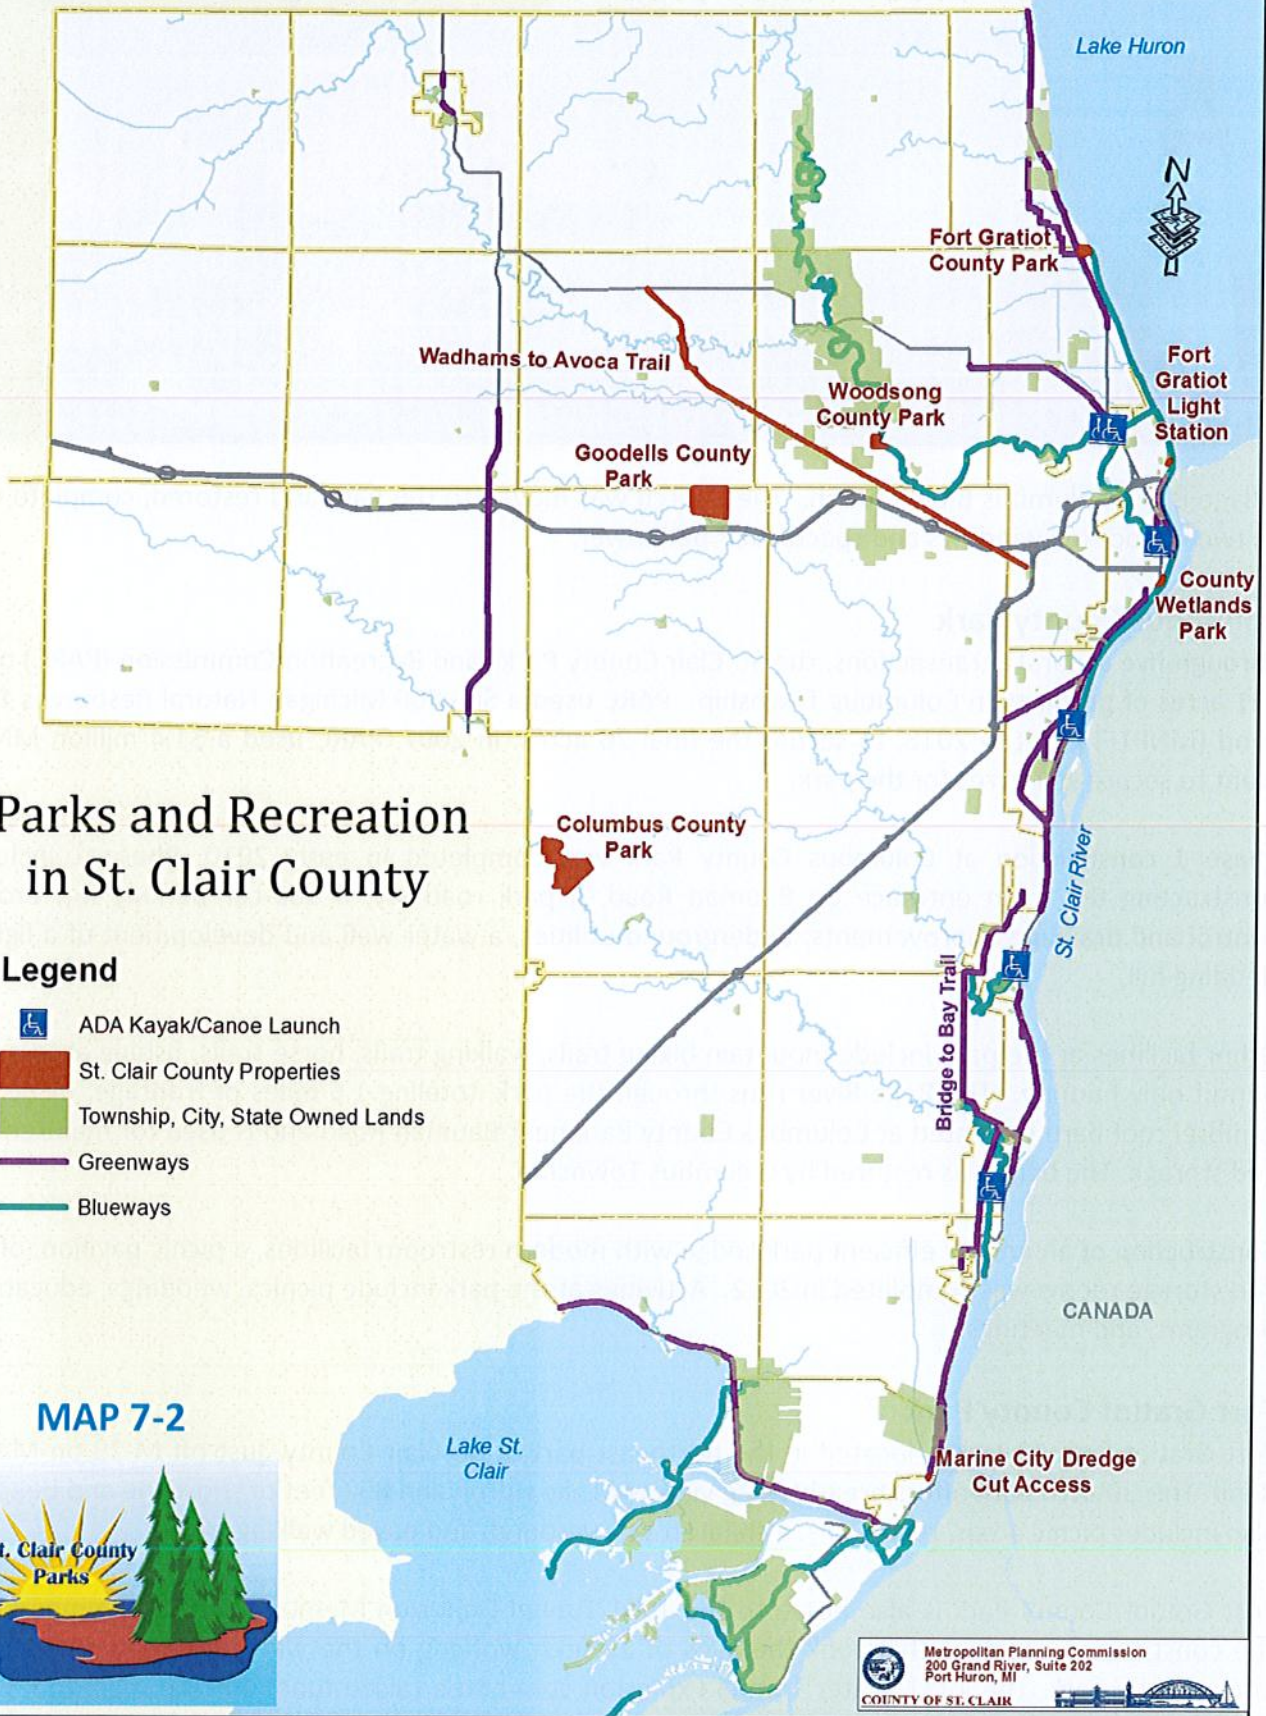 Lake Huron
N
Fort Gratiot
County Park
Wadhams to Avoca Trail
Fort
Gratiot
Light
Station
Woodsong
County Park
Goodells County
Park
County
Wetlands
Park
Parks and Recreation
in St. Clair County
Columbus County
Park
St. Clair River
Legend
ADA Kayak/Canoe Launch
St. Clair County Properties
Township, City, State Owned Lands
Greenways
Blueways
Bridge to Bay Trail
CANADA
MAP 7-2
Lake St.
Clair
Marine City Dredge
Cut Access
t. Clair County
Parks
Metropolitan Planning Commission
200 Grand River, Suite 202
Port Huron, MI
COUNTY OF ST. CLAIR